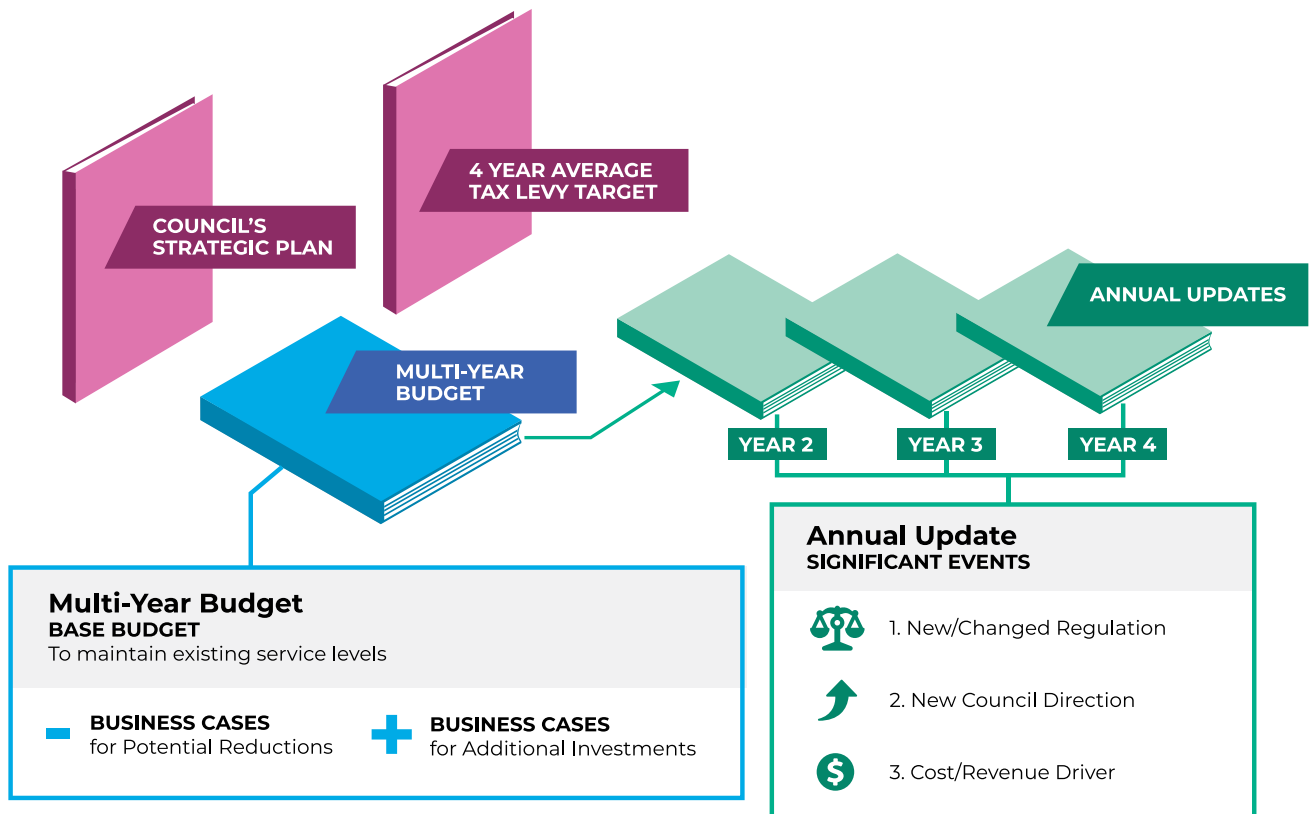 COUNCIL'S
STRATEGIC PLAN
4 YEAR AVERAGE
TAX LEVY TARGET
MULTI-YEAR
BUDGET
ANNUAL UPDATES
YEAR 2
YEAR 3
YEAR 4
Multi-Year Budget
BASE BUDGET
To maintain existing service levels
BUSINESS CASES
for Potential Reductions
BUSINESS CASES
for Additional Investments
Annual Update
SIGNIFICANT EVENTS
1. New/Changed Regulation
2. New Council Direction
$
3. Cost/Revenue Driver